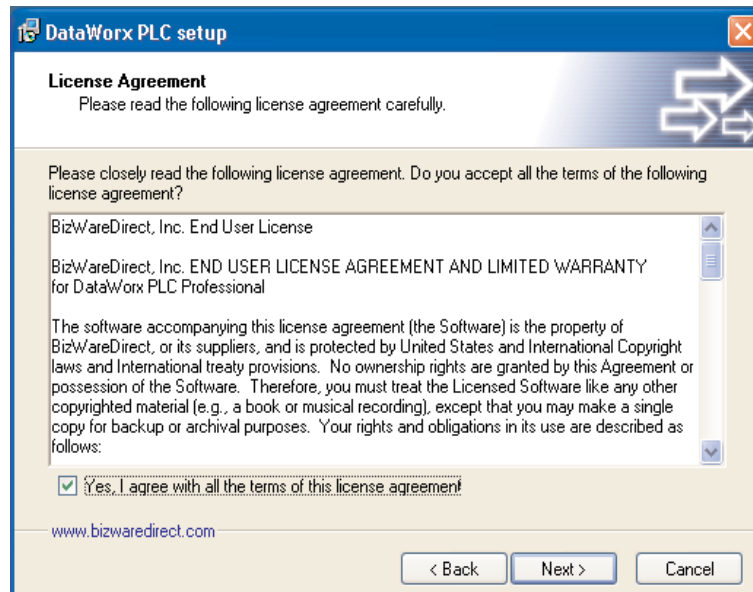 DataWorx PLC setup
License Agreement
Please read the following license agreement carefully.
Please closely read the following license agreement. Do you accept all the terms of the following
license agreement?
BizWareDirect, Inc. End User License
BizWareDirect, Inc. END USER LICENSE AGREEMENT AND LIMITED WARRANTY
for DataWorx PLC Professional
The software accompanying this license agreement (the Software) is the property of
BizWareDirect, or its suppliers, and is protected by United States and International Copyright
laws and International treaty provisions.  No ownership rights are granted by this Agreement or
possession of the Software.  Therefore, you must treat the Licensed Software like any other
copyrighted material (e.g., a book or musical recording), except that you may make a single
copy for backup or archival purposes.  Your rights and obligations in its use are described as
follows:
Yes, I agree with all the terms of this license agreement
www.bizwaredirect.com
< Back
Next >
Cancel